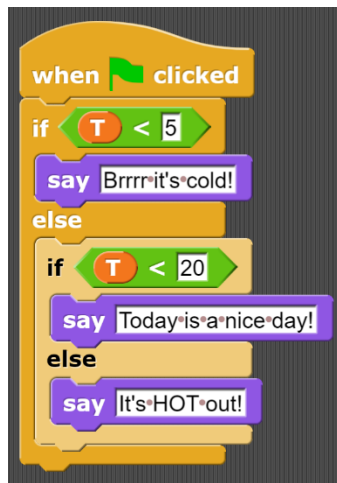 when clicked
if T < 5
say Brrrr it's cold!
else
if T < 20
say Today is a nice day!
else
say It's HOT out!